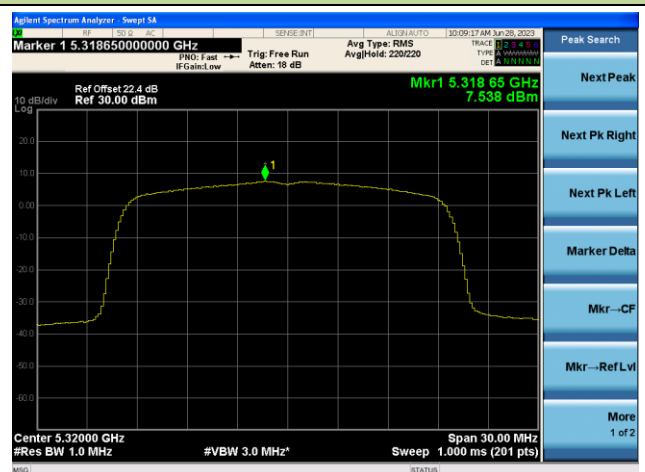 Agilent Spectrum Analyzer - Swept SA
RF 50 Ω AC SENSE:INT ALIGN AUTO 10:09:17 AM Jun 28, 2023
Marker 1 5.318650000000 GHz
PNO: Fast Trig: Free Run Avg Type: RMS TRACE 1 2 3 4 5 6
IFGain:Low Atten: 18 dB Avg|Hold: 220/220 TYPE A
DET A N N N N N
Peak Search
Mkr1 5.318 65 GHz
7.538 dBm
Ref Offset 22.4 dB
10 dB/div Ref 30.00 dBm
Log
1
20.0
10.0
0.00
-10.0
-20.0
-30.0
-40.0
-50.0
-60.0
Next Peak
Next Pk Right
Next Pk Left
Marker Delta
Mkr→CF
Mkr→Ref Lvl
More
1 of 2
Center 5.32000 GHz Span 30.00 MHz
#Res BW 1.0 MHz #VBW 3.0 MHz* Sweep 1.000 ms (201 pts)
MSG STATUS